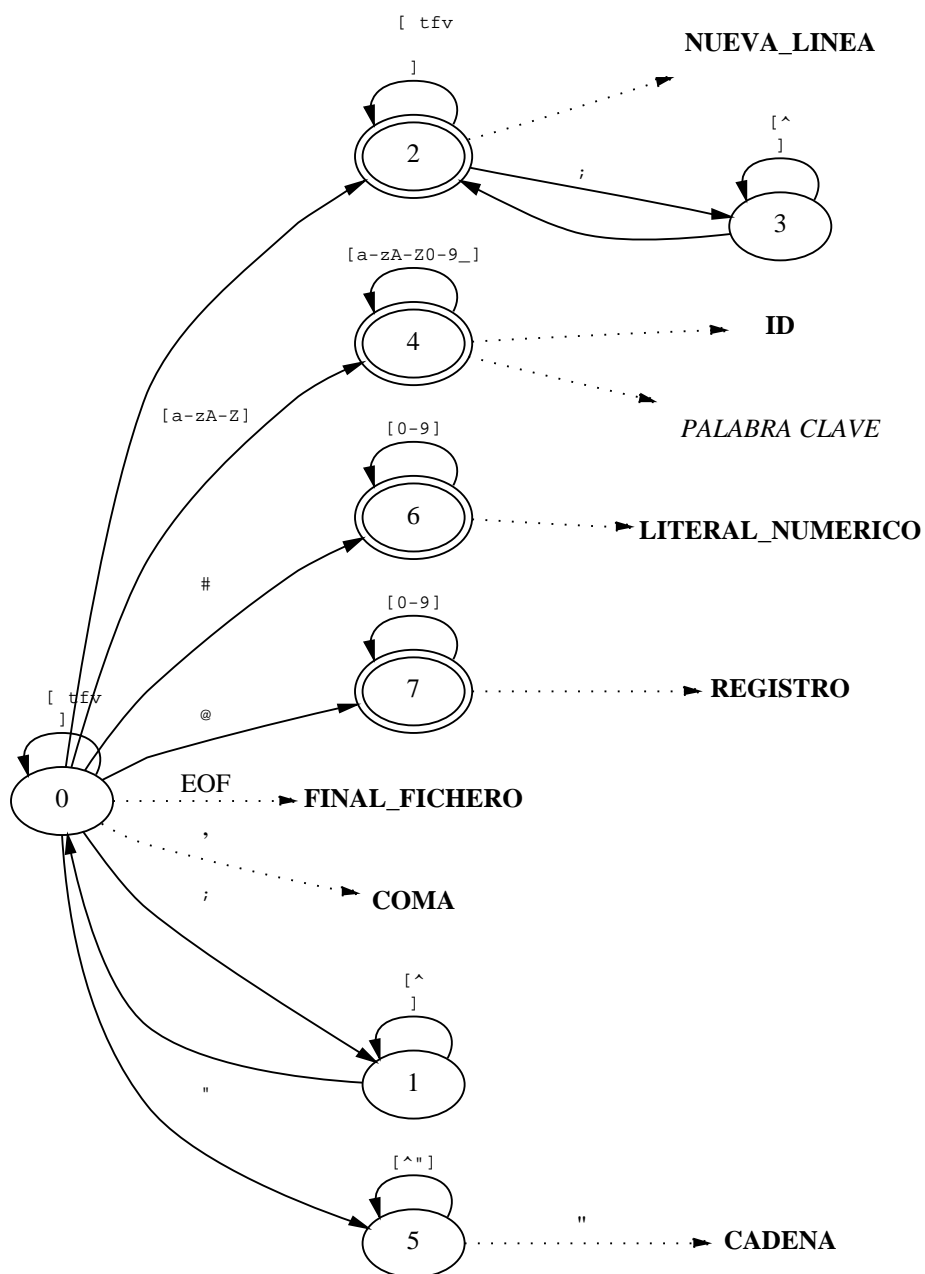 [ tfv
]
NUEVA_LINEA
2
[^
]
;
3
[a-zA-Z0-9_]
4
ID
[a-zA-Z]
PALABRA CLAVE
[0-9]
6
LITERAL_NUMERICO
#
[0-9]
7
REGISTRO
[ tfv
]
@
0
EOF
FINAL_FICHERO
,
COMA
;
[^
]
1
"
[^"]
5
"
CADENA